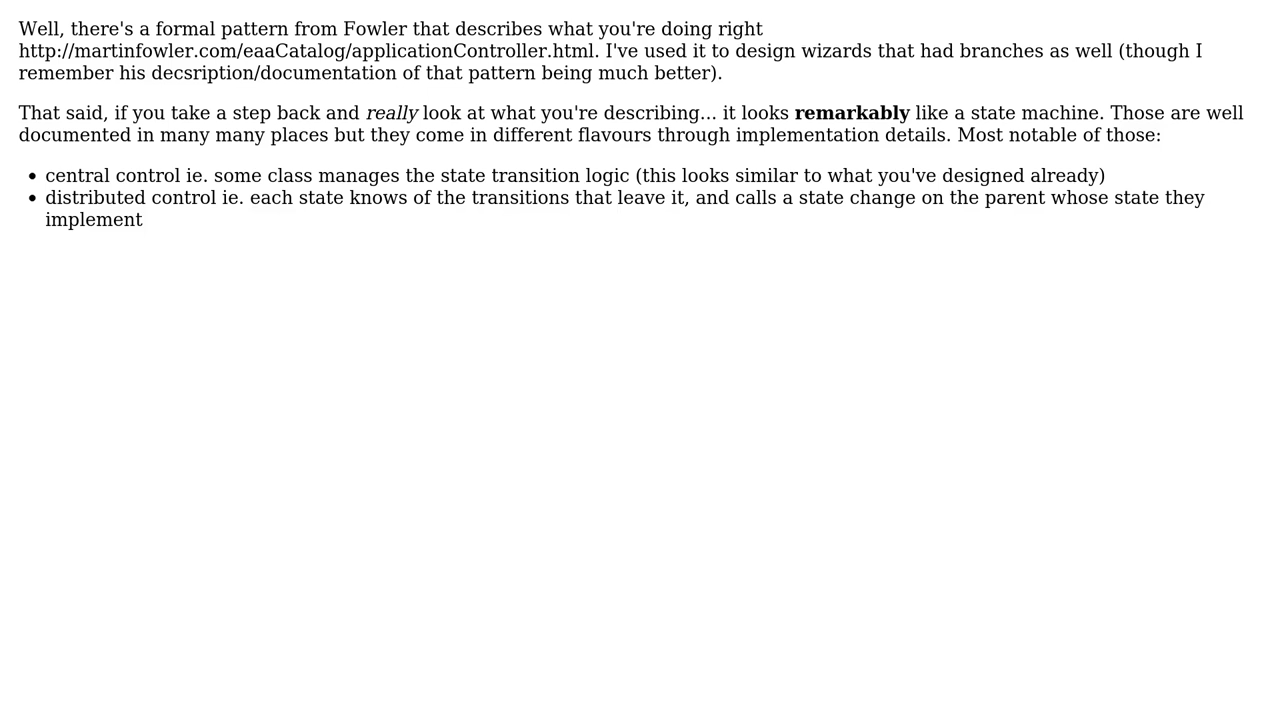 Well, there's a formal pattern from Fowler that describes what you're doing right
http://martinfowler.com/eaaCatalog/applicationController.html. I've used it to design wizards that had branches as well (though I
remember his decsription/documentation of that pattern being much better).
That said, if you take a step back and really look at what you're describing... it looks remarkably like a state machine. Those are well
documented in many many places but they come in different flavours through implementation details. Most notable of those:
• central control ie. some class manages the state transition logic (this looks similar to what you've designed already)
• distributed control ie. each state knows of the transitions that leave it, and calls a state change on the parent whose state they
implement